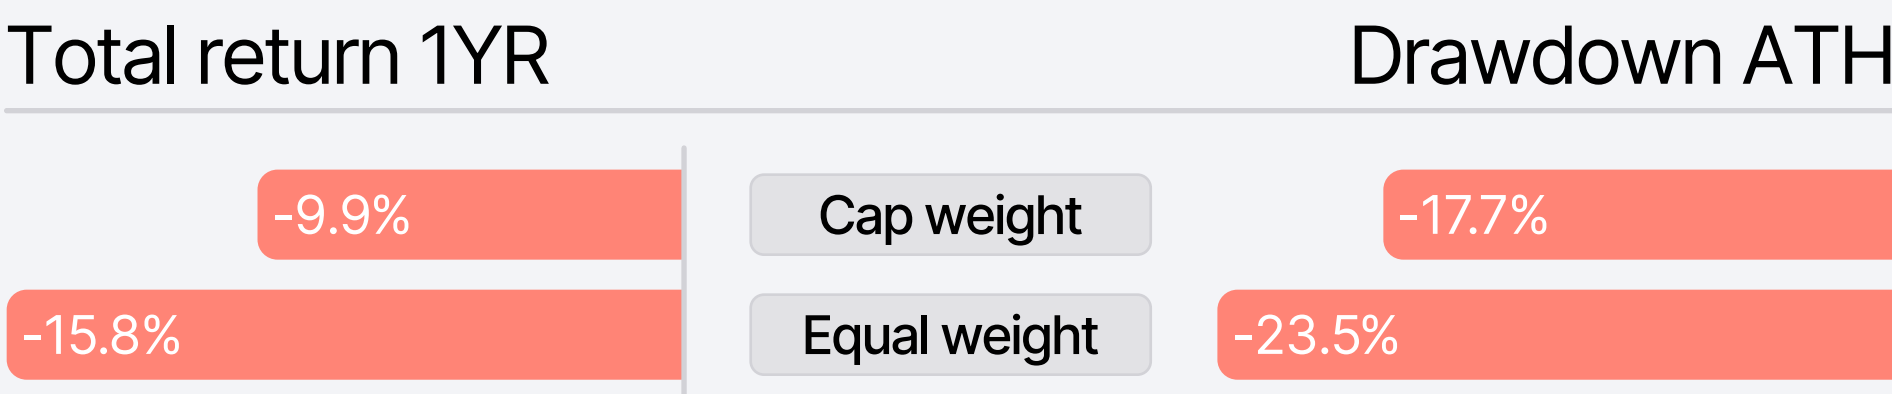 Total return 1YR
Drawdown ATH
-9.9%
Cap weight
-17.7%
-15.8%
Equal weight
-23.5%